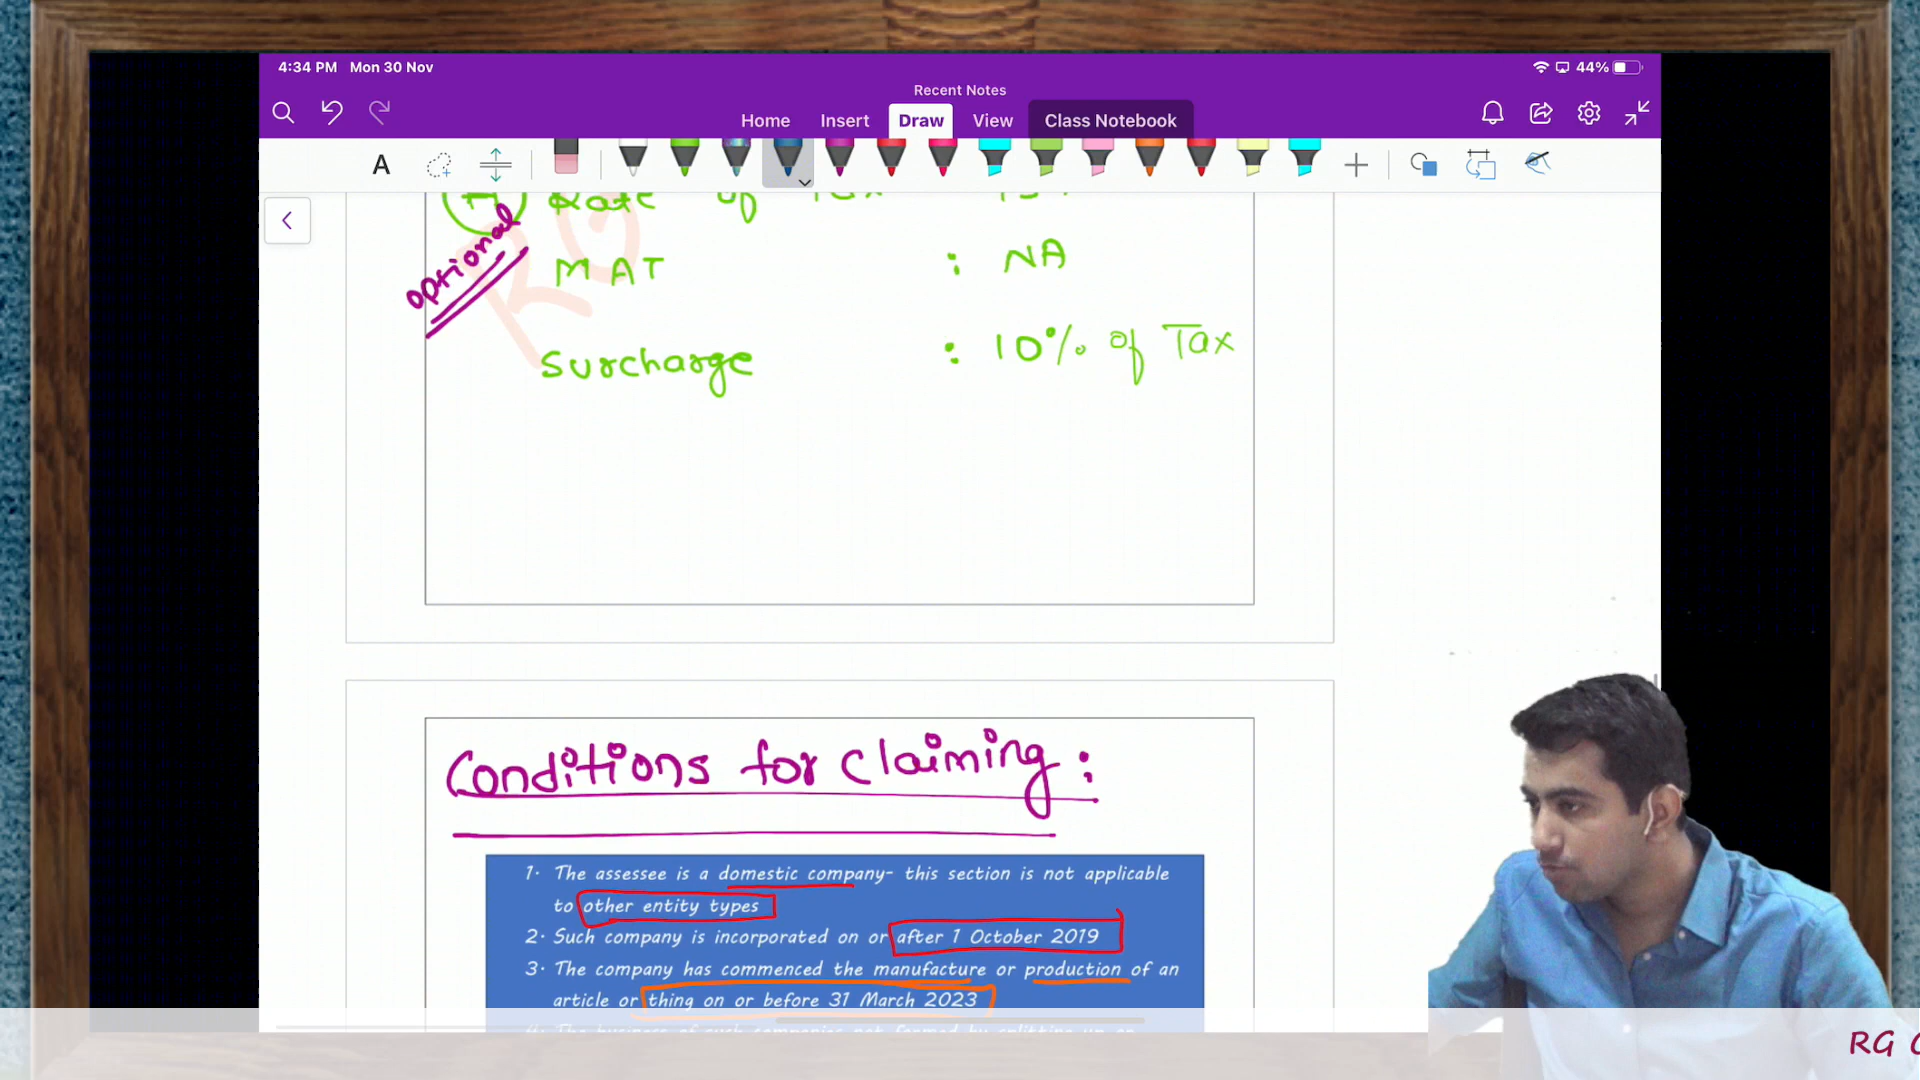 4:34 PM Mon 30 Nov
44%
Recent Notes
Home Insert Draw View Class Notebook
A
Rate of Tax
optional
MAT : NA
Surcharge : 10% of Tax
Conditions for claiming :
1. The assessee is a domestic company- this section is not applicable
to other entity types
2. Such company is incorporated on or after 1 October 2019
3. The company has commenced the manufacture or production of an
article or thing on or before 31 March 2023
RG